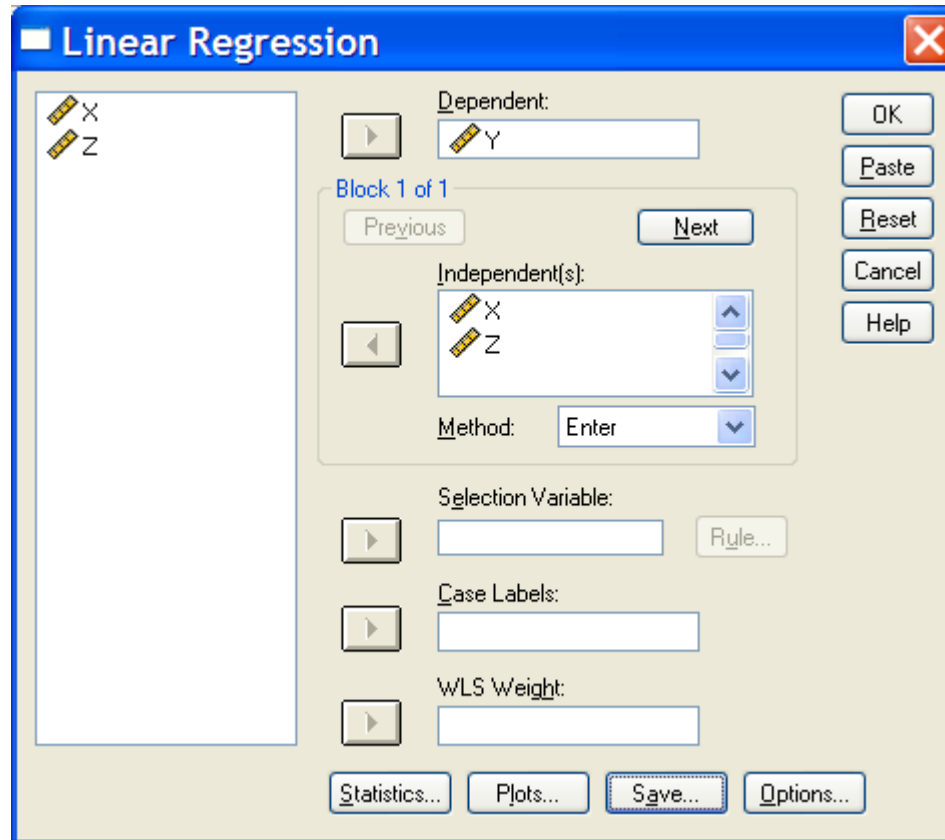 Linear Regression
X
Z
Dependent:
Y
Block 1 of 1
Previous
Next
Independent(s):
X
Z
Method:
Enter
Selection Variable:
Rule...
Case Labels:
WLS Weight:
Statistics...
Plots...
Save...
Options...
OK
Paste
Reset
Cancel
Help